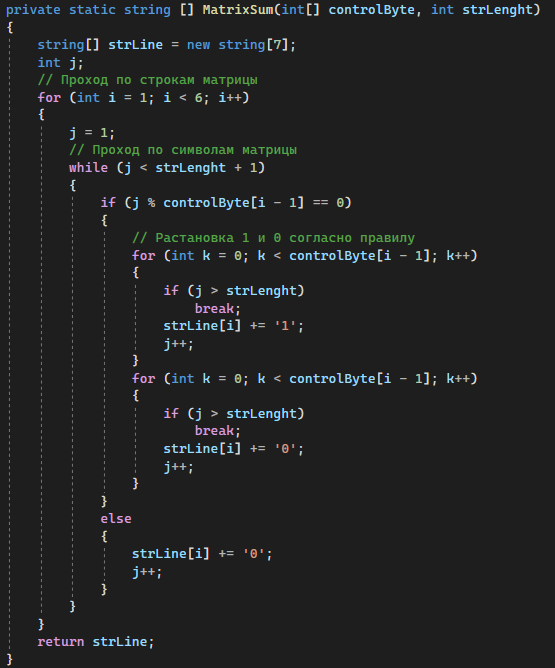 private static string [] MatrixSum(int[] controlByte, int strLenght)
{
    string[] strLine = new string[7];
    int j;
    // Проход по строкам матрицы
    for (int i = 1; i < 6; i++)
    {
        j = 1;
        // Проход по символам матрицы
        while (j < strLenght + 1)
        {
            if (j % controlByte[i - 1] == 0)
            {
                // Растановка 1 и 0 согласно правилу
                for (int k = 0; k < controlByte[i - 1]; k++)
                {
                    if (j > strLenght)
                        break;
                    strLine[i] += '1';
                    j++;
                }
                for (int k = 0; k < controlByte[i - 1]; k++)
                {
                    if (j > strLenght)
                        break;
                    strLine[i] += '0';
                    j++;
                }
            }
            else
            {
                strLine[i] += '0';
                j++;
            }
        }
    }
    return strLine;
}